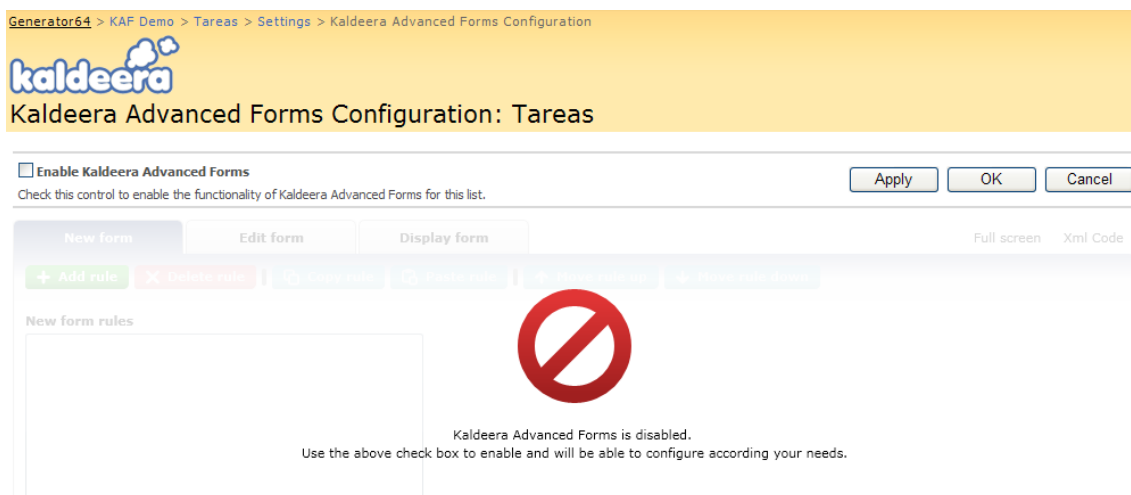 Generator64 > KAF Demo > Tareas > Settings > Kaldeera Advanced Forms Configuration
kaldeera
Kaldeera Advanced Forms Configuration: Tareas
Enable Kaldeera Advanced Forms
Apply OK Cancel
Check this control to enable the functionality of Kaldeera Advanced Forms for this list.
New form Edit form Display form Full screen Xml Code
Add rule Delete rule Copy rule Paste rule Move rule up Move rule down
New form rules
Kaldeera Advanced Forms is disabled.
Use the above check box to enable and will be able to configure according your needs.